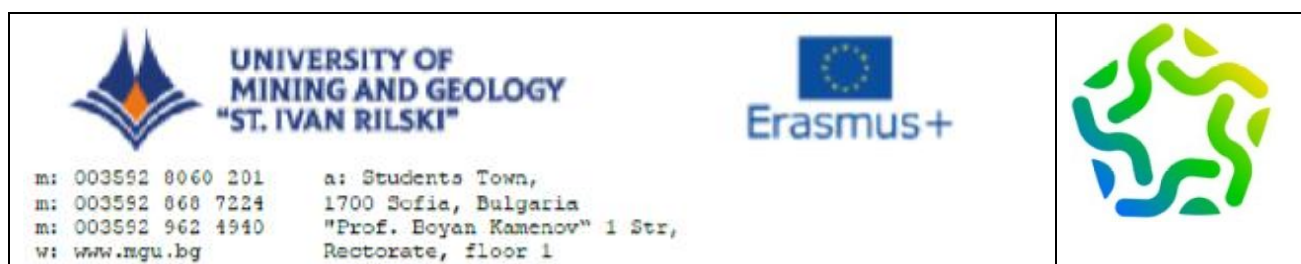 UNIVERSITY OF
MINING AND GEOLOGY
"ST. IVAN RILSKI"
Erasmus+
m: 003592 8060 201
m: 003592 868 7224
m: 003592 962 4940
w: www.mgu.bg
a: Students Town,
1700 Sofia, Bulgaria
"Prof. Boyan Kamenov“ 1 Str,
Rectorate, floor 1